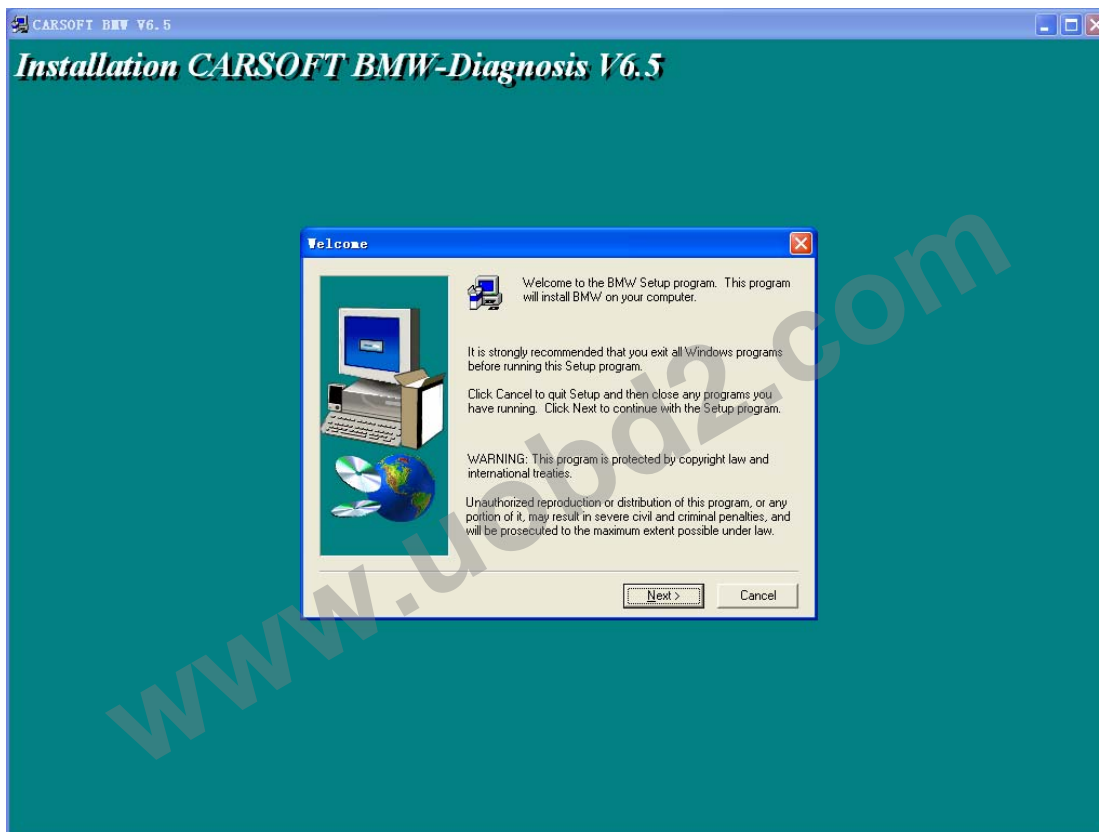 CARSOFT BMW V6.5
Installation CARSOFT BMW-Diagnosis V6.5
Welcome
Welcome to the BMW Setup program. This program
will install BMW on your computer.
It is strongly recommended that you exit all Windows programs
before running this Setup program.
Click Cancel to quit Setup and then close any programs you
have running. Click Next to continue with the Setup program.
WARNING: This program is protected by copyright law and
international treaties.
Unauthorized reproduction or distribution of this program, or any
portion of it, may result in severe civil and criminal penalties, and
will be prosecuted to the maximum extent possible under law.
Next >
Cancel
www.uobd2.com